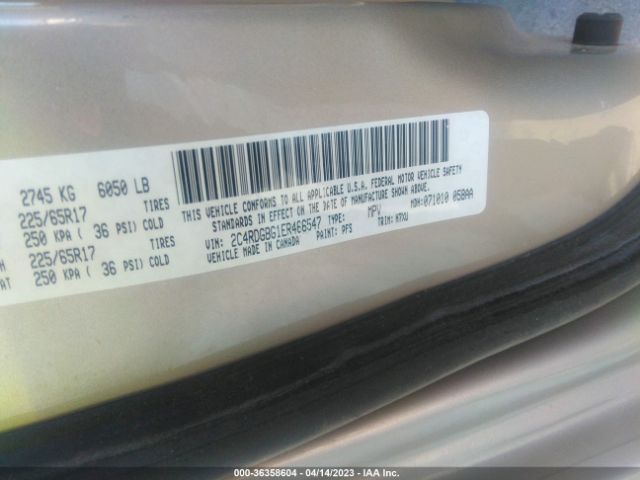 2745 KG 6050 LB
225/65R17 TIRES
250 KPA ( 36 PSI) COLD
225/65R17 TIRES
250 KPA ( 36 PSI) COLD
THIS VEHICLE CONFORMS TO ALL APPLICABLE U.S.A. FEDERAL MOTOR VEHICLE SAFETY
STANDARDS IN EFFECT ON THE DATE OF MANUFACTURE SHOWN ABOVE.
VIN: 2C4RDGBG1ER466547 TYPE: MPV MDH: 071010 058AA
VEHICLE MADE IN CANADA PAINT: PFS TRIM:
000-36358604 - 04/14/2023 - IAA Inc.